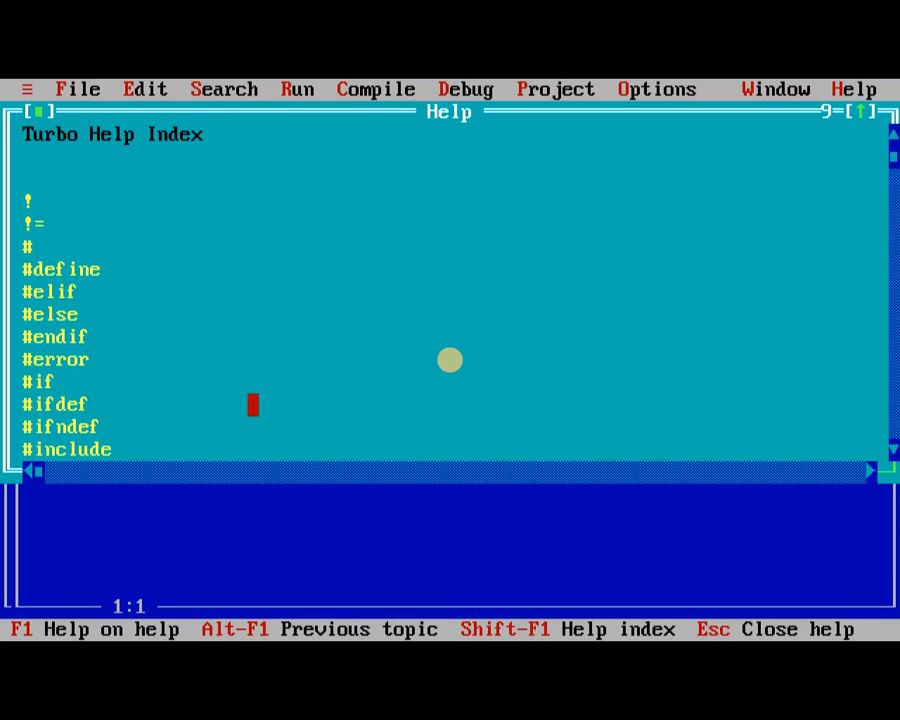 ≡ File Edit Search Run Compile Debug Project Options Window Help
[■] Help 9=[↑]
Turbo Help Index
!
!=
#
#define
#elif
#else
#endif
#error
#if
#ifdef
#ifndef
#include
1:1
F1 Help on help Alt-F1 Previous topic Shift-F1 Help index Esc Close help